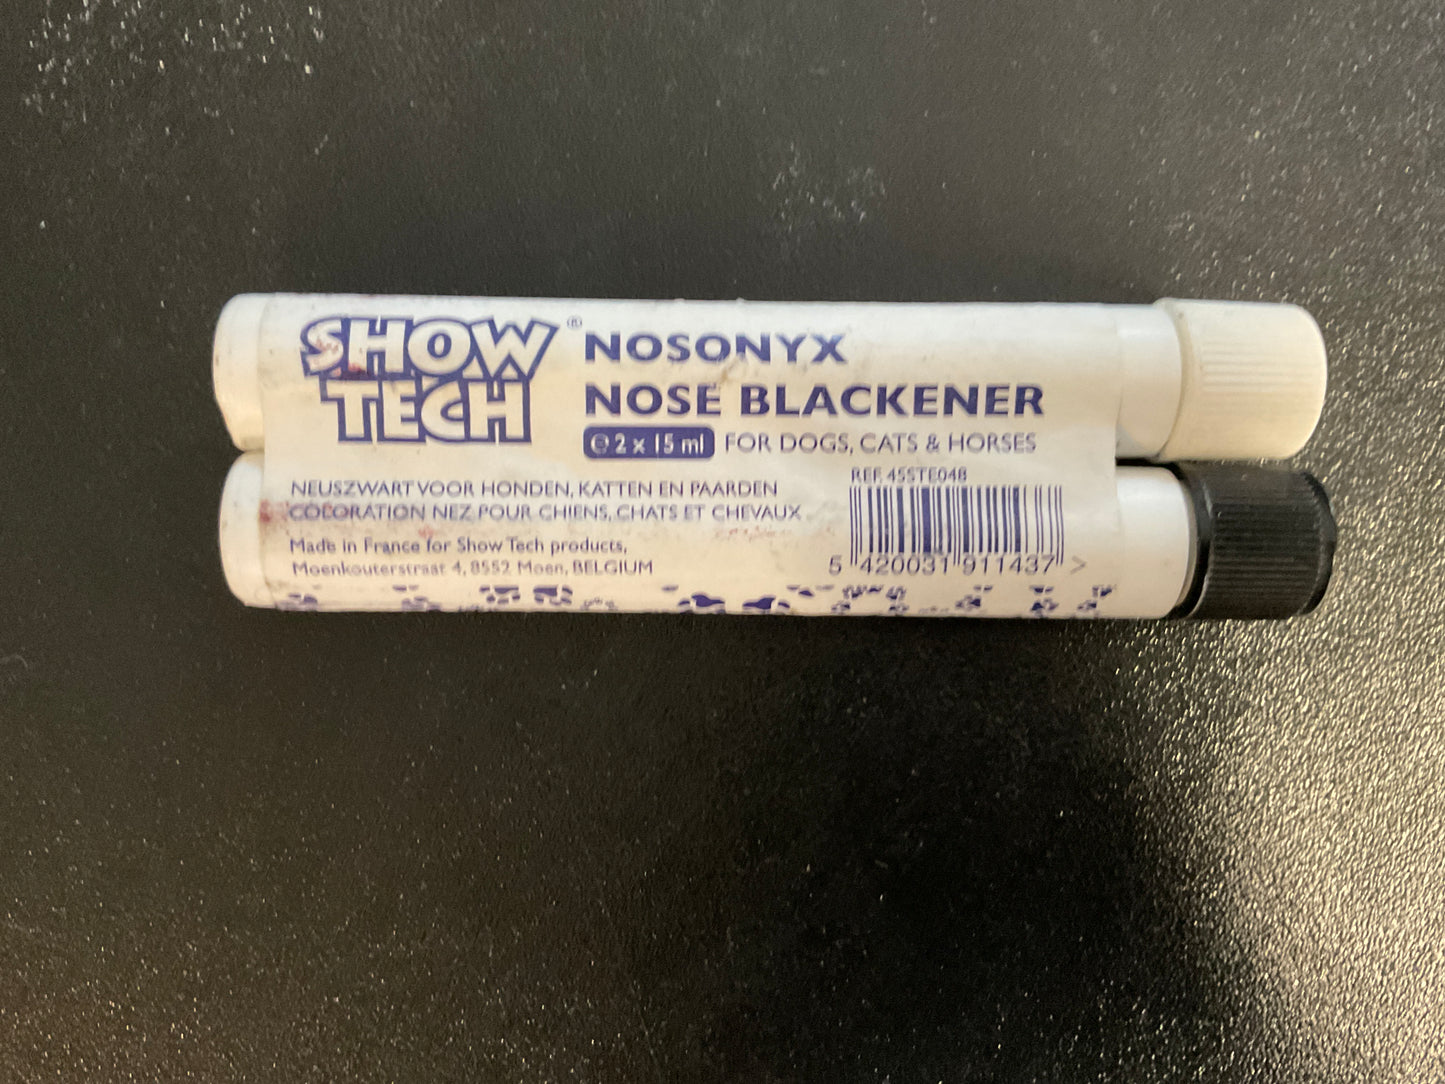 SHOW TECH ®
NOSONYX
NOSE BLACKENER
℮ 2 x 15 ml FOR DOGS, CATS & HORSES
NEUSZWART VOOR HONDEN, KATTEN EN PAARDEN
COLORATION NEZ POUR CHIENS, CHATS ET CHEVAUX
Made in France for Show Tech products,
Moenkouterstraat 4, 8552 Moen, BELGIUM
REF. 45STE048
5 420031 911437 >